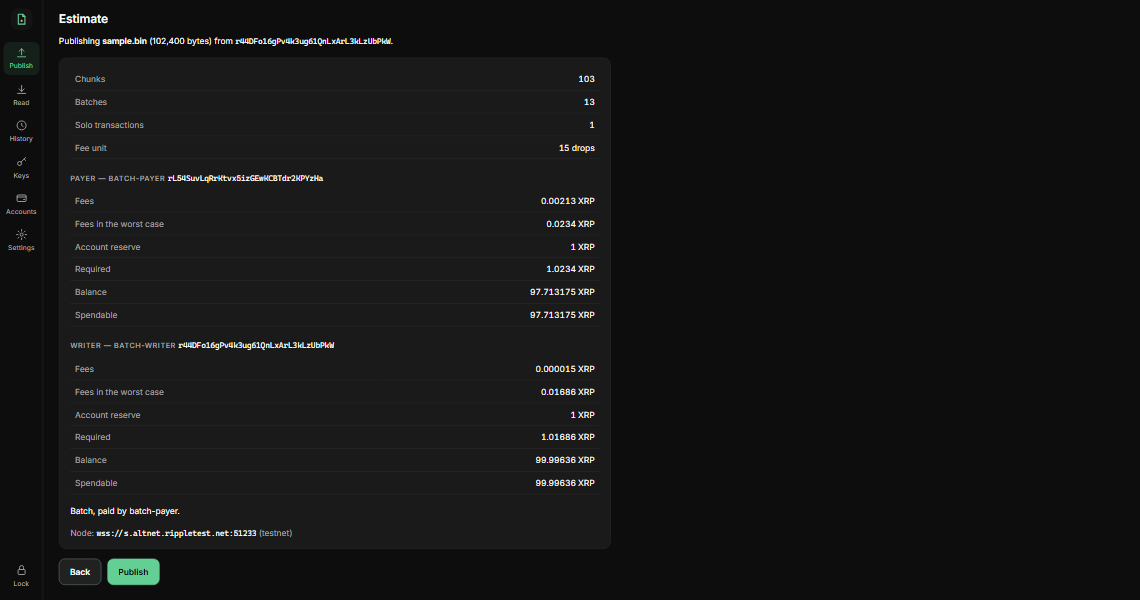 Estimate
Publishing sample.bin (102,400 bytes) from r44DFo16gPv4k3ug61QnLxArL3kLzUbPkW.
Publish
Read
History
Keys
Accounts
Settings
Lock
Chunks 103
Batches 13
Solo transactions 1
Fee unit 15 drops
PAYER — BATCH-PAYER rL54SuvLqRrKtvx5izGEwKCBTdr2KPYzHa
Fees 0.00213 XRP
Fees in the worst case 0.0234 XRP
Account reserve 1 XRP
Required 1.0234 XRP
Balance 97.713175 XRP
Spendable 97.713175 XRP
WRITER — BATCH-WRITER r44DFo16gPv4k3ug61QnLxArL3kLzUbPkW
Fees 0.000015 XRP
Fees in the worst case 0.01686 XRP
Account reserve 1 XRP
Required 1.01686 XRP
Balance 99.99636 XRP
Spendable 99.99636 XRP
Batch, paid by batch-payer.
Node: wss://s.altnet.rippletest.net:51233 (testnet)
Back
Publish